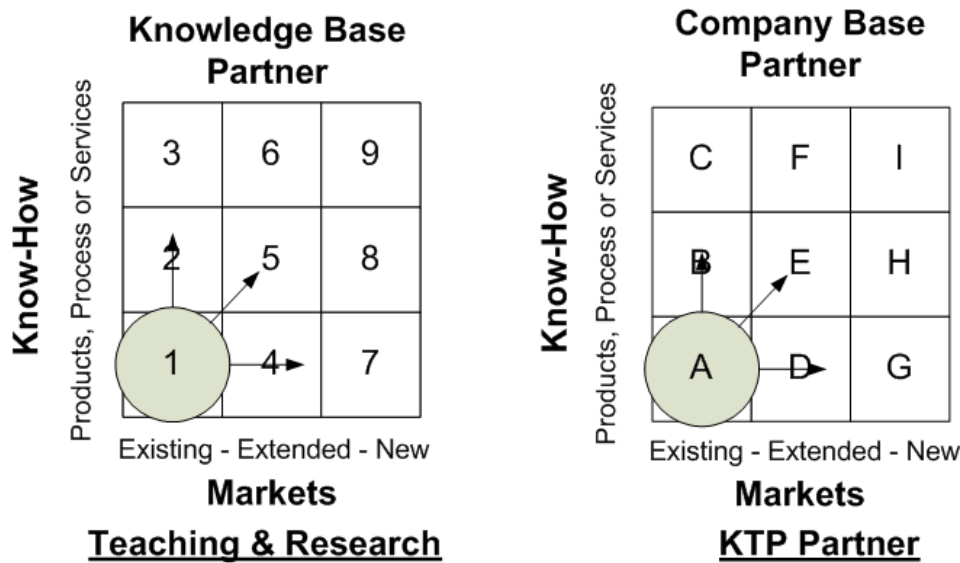 Knowledge Base
Partner
Know-How
Products, Process or Services
3 6 9
2 5 8
1 4 7
Existing - Extended - New
Markets
Teaching & Research
Company Base
Partner
Know-How
Products, Process or Services
C F I
B E H
A D G
Existing - Extended - New
Markets
KTP Partner